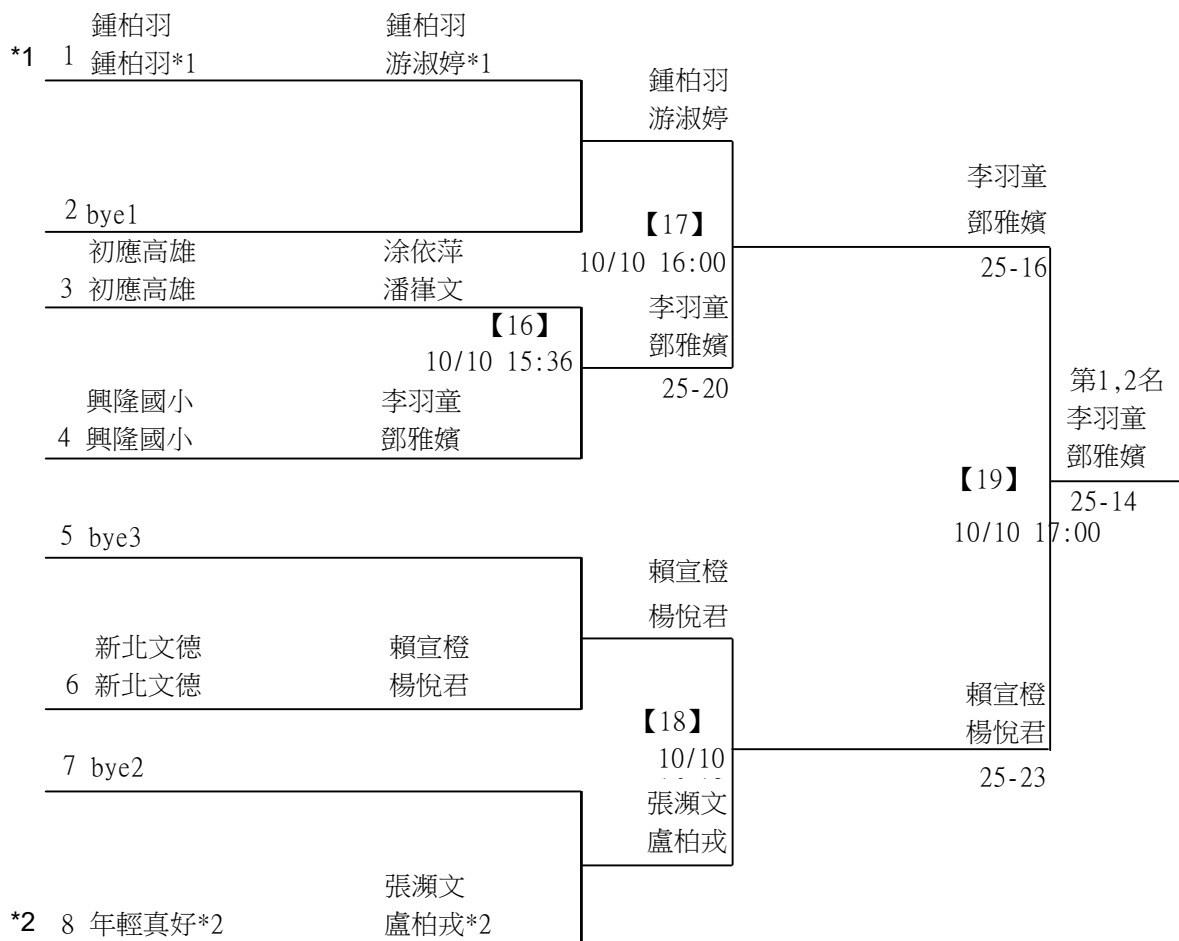 鍾柏羽 鍾柏羽
*1 1 鍾柏羽*1 游淑婷*1
鍾柏羽
游淑婷
李羽童
2 bye1 鄧雅嬪
【17】
初應高雄 涂依萍
10/10 16:00 25-16
3 初應高雄 潘嵂文
李羽童
【16】 鄧雅嬪
10/10 15:36
25-20 第1,2名
興隆國小 李羽童 李羽童
4 興隆國小 鄧雅嬪 鄧雅嬪
【19】
25-14
5 bye3 10/10 17:00
賴宣橙
楊悅君
新北文德 賴宣橙
6 新北文德 楊悅君 賴宣橙
【18】 楊悅君
7 bye2 10/10
25-23
張瀕文
盧柏戎
張瀕文
*2 8 年輕真好*2 盧柏戎*2